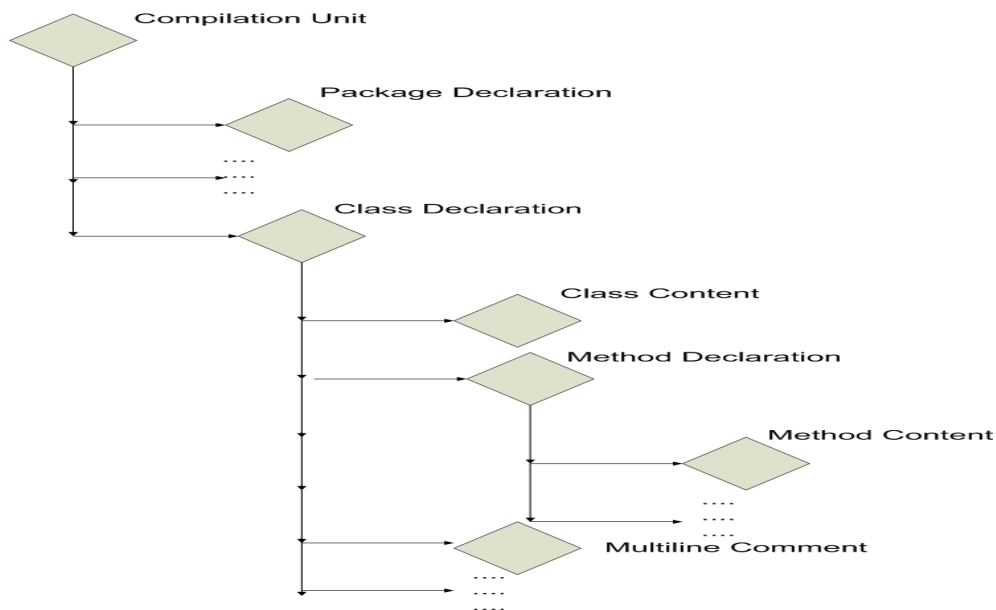 Compilation Unit
Package Declaration
Class Declaration
Class Content
Method Declaration
Method Content
Multiline Comment